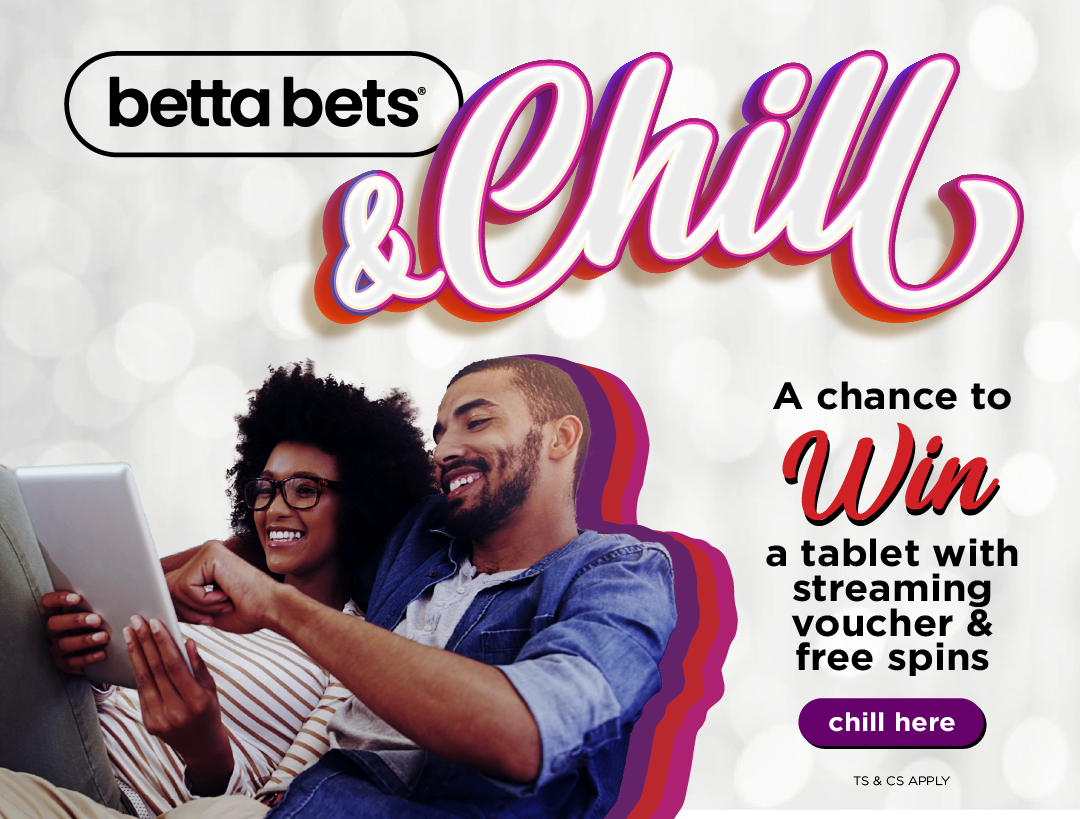 betta bets®
& Chill
A chance to
Win
a tablet with
streaming
voucher &
free spins
chill here
TS & CS APPLY